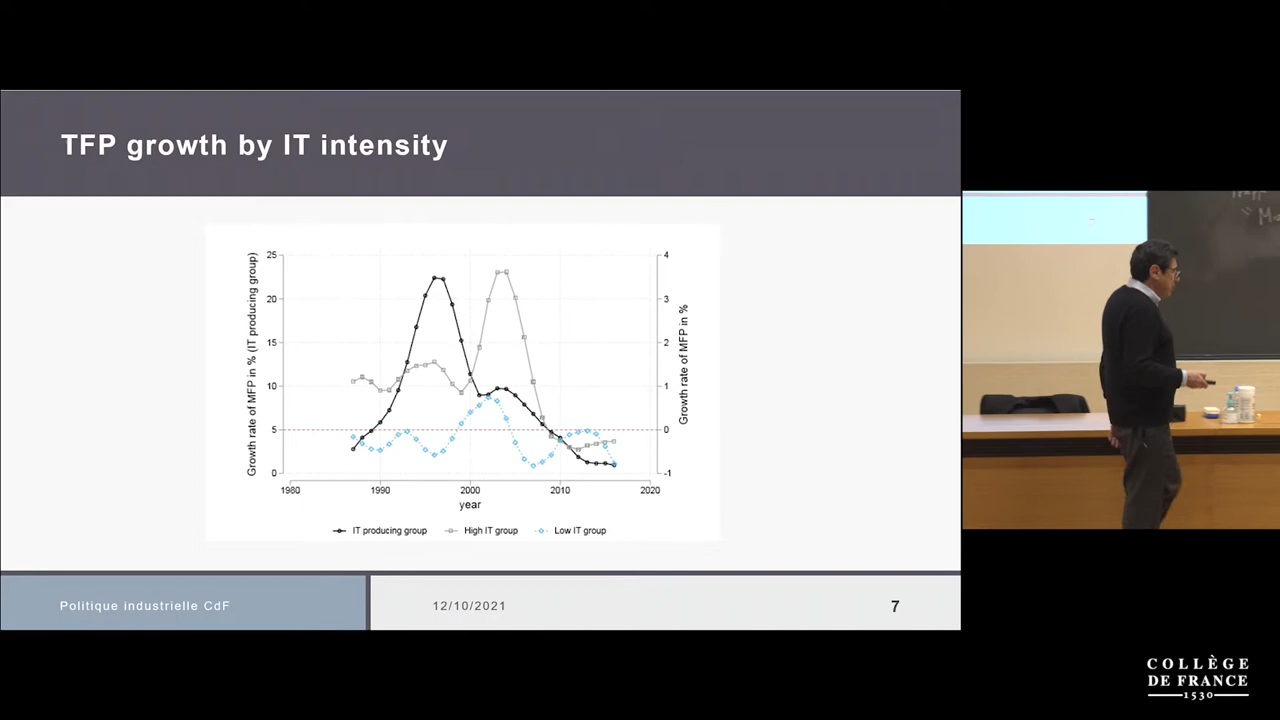 TFP growth by IT intensity
Growth rate of MFP in % (IT producing group)
25
20
15
10
5
0
4
3
2
1
0
-1
Growth rate of MFP in %
1980 1990 2000 2010 2020
year
IT producing group High IT group Low IT group
Politique industrielle CdF
12/10/2021
7
COLLÈGE
DE FRANCE
1530